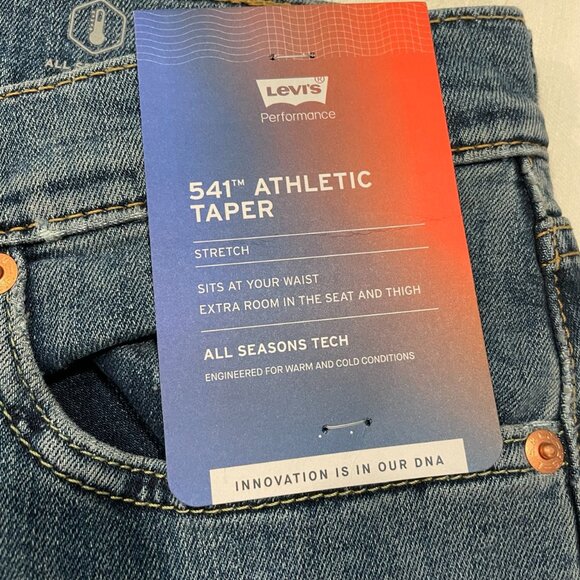 ALL S
Levi's®
Performance
541™ ATHLETIC
TAPER
STRETCH
SITS AT YOUR WAIST
EXTRA ROOM IN THE SEAT AND THIGH
ALL SEASONS TECH
ENGINEERED FOR WARM AND COLD CONDITIONS
INNOVATION IS IN OUR DNA